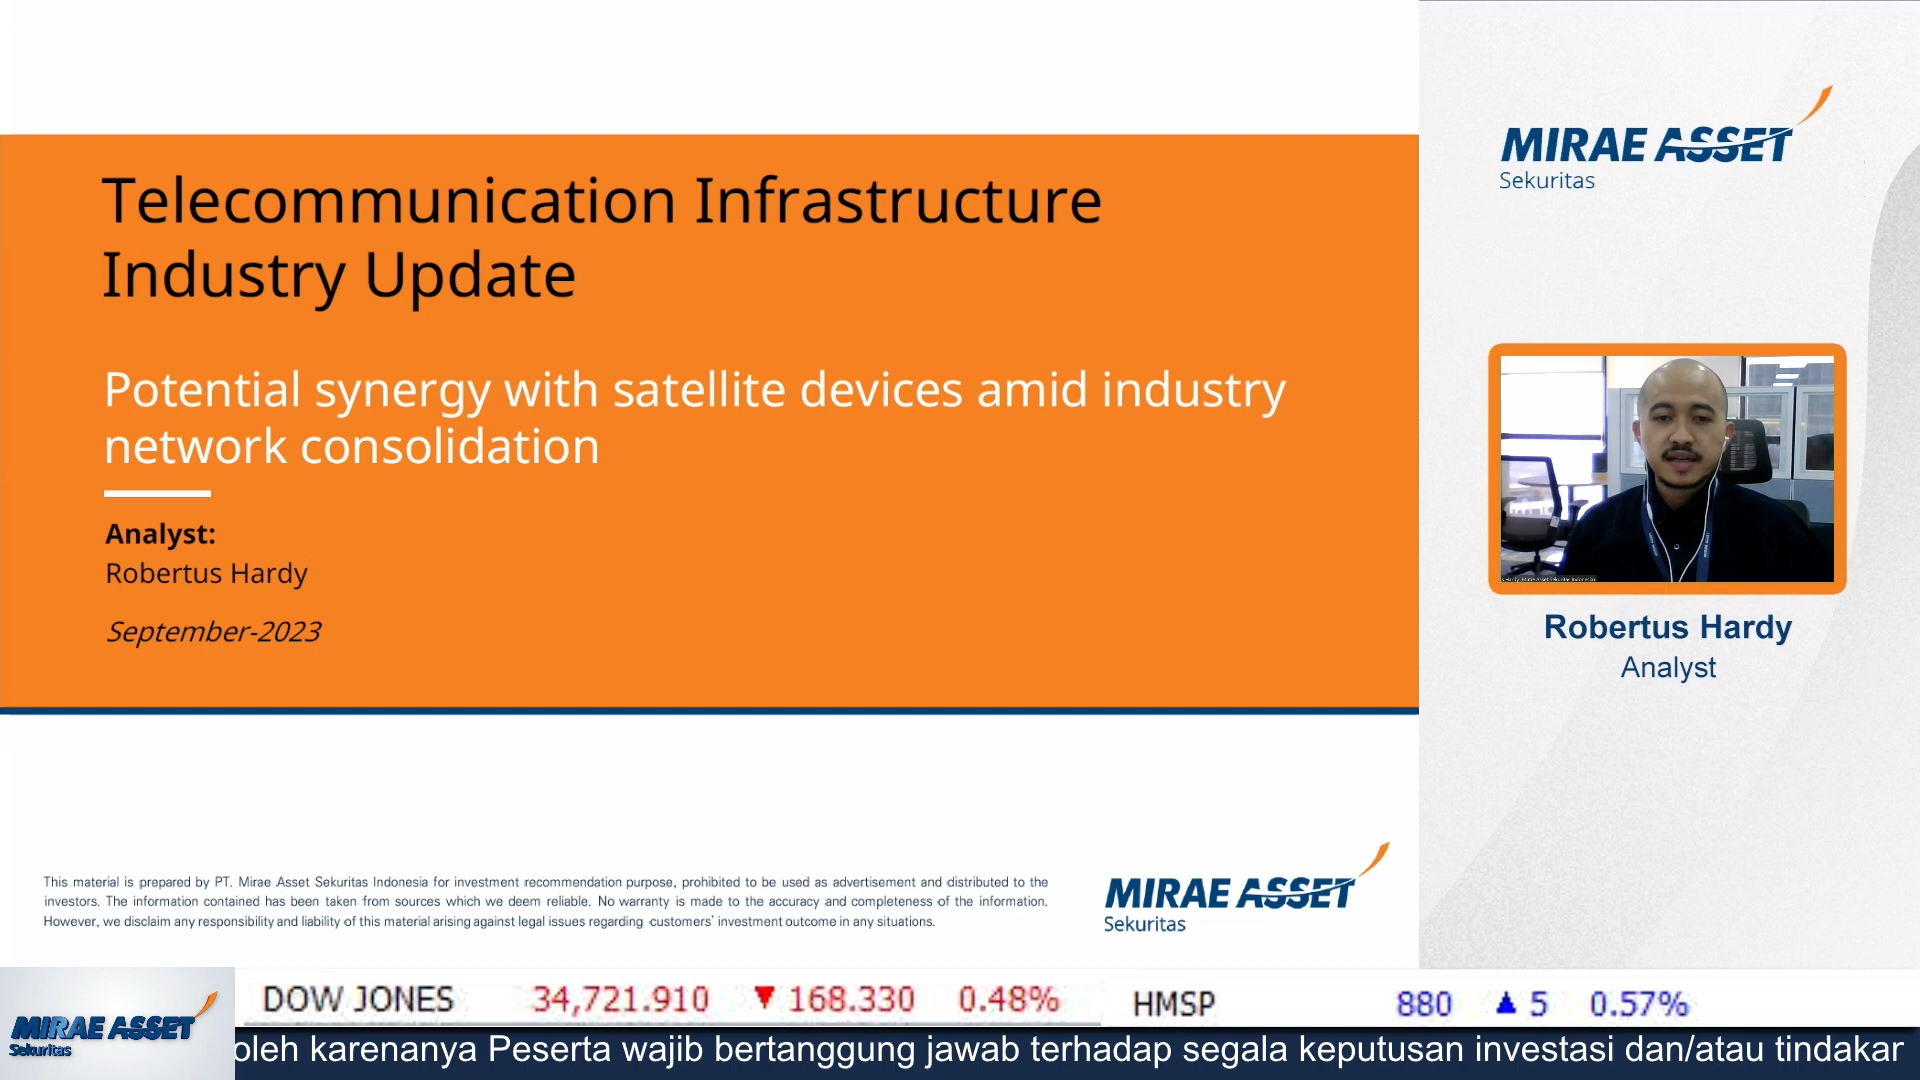 Telecommunication Infrastructure
Industry Update
Potential synergy with satellite devices amid industry
network consolidation
Analyst:
Robertus Hardy
September-2023
This material is prepared by PT. Mirae Asset Sekuritas Indonesia for investment recommendation purpose, prohibited to be used as advertisement and distributed to the
investors. The information contained has been taken from sources which we deem reliable. No warranty is made to the accuracy and completeness of the information.
However, we disclaim any responsibility and liability of this material arising against legal issues regarding customers' investment outcome in any situations.
MIRAE ASSET
Sekuritas
MIRAE ASSET
Sekuritas
Robertus Hardy
Analyst
DOW JONES 34,721.910 ▼ 168.330 0.48% HMSP 880 ▲ 5 0.57%
MIRAE ASSET
Sekuritas
oleh karenanya Peserta wajib bertanggung jawab terhadap segala keputusan investasi dan/atau